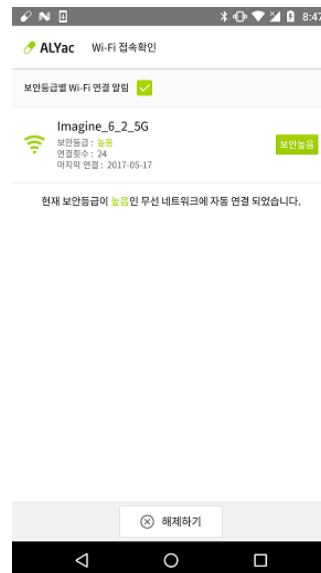 8:47
ALYac Wi-Fi 접속확인
보안등급별 Wi-Fi 연결 알림
Imagine_6_2_5G
보안등급 : 높음
연결횟수 : 24
마지막 연결 : 2017-05-17
보안높음
현재 보안등급이 높음인 무선 네트워크에 자동 연결 되었습니다.
해제하기